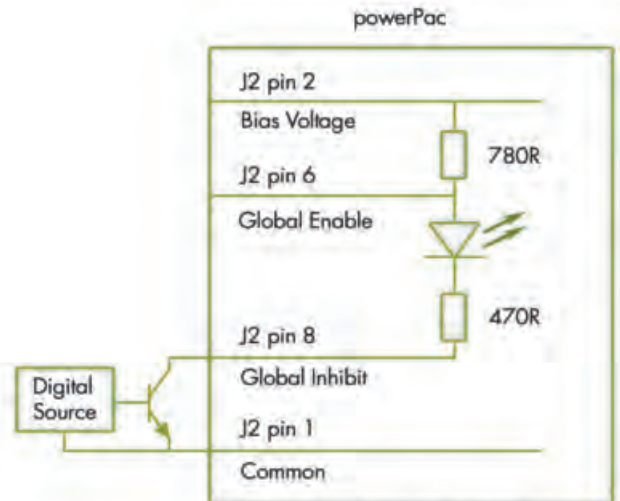 powerPac
J2 pin 2
Bias Voltage
780R
J2 pin 6
Global Enable
470R
J2 pin 8
Global Inhibit
Digital
Source
J2 pin 1
Common